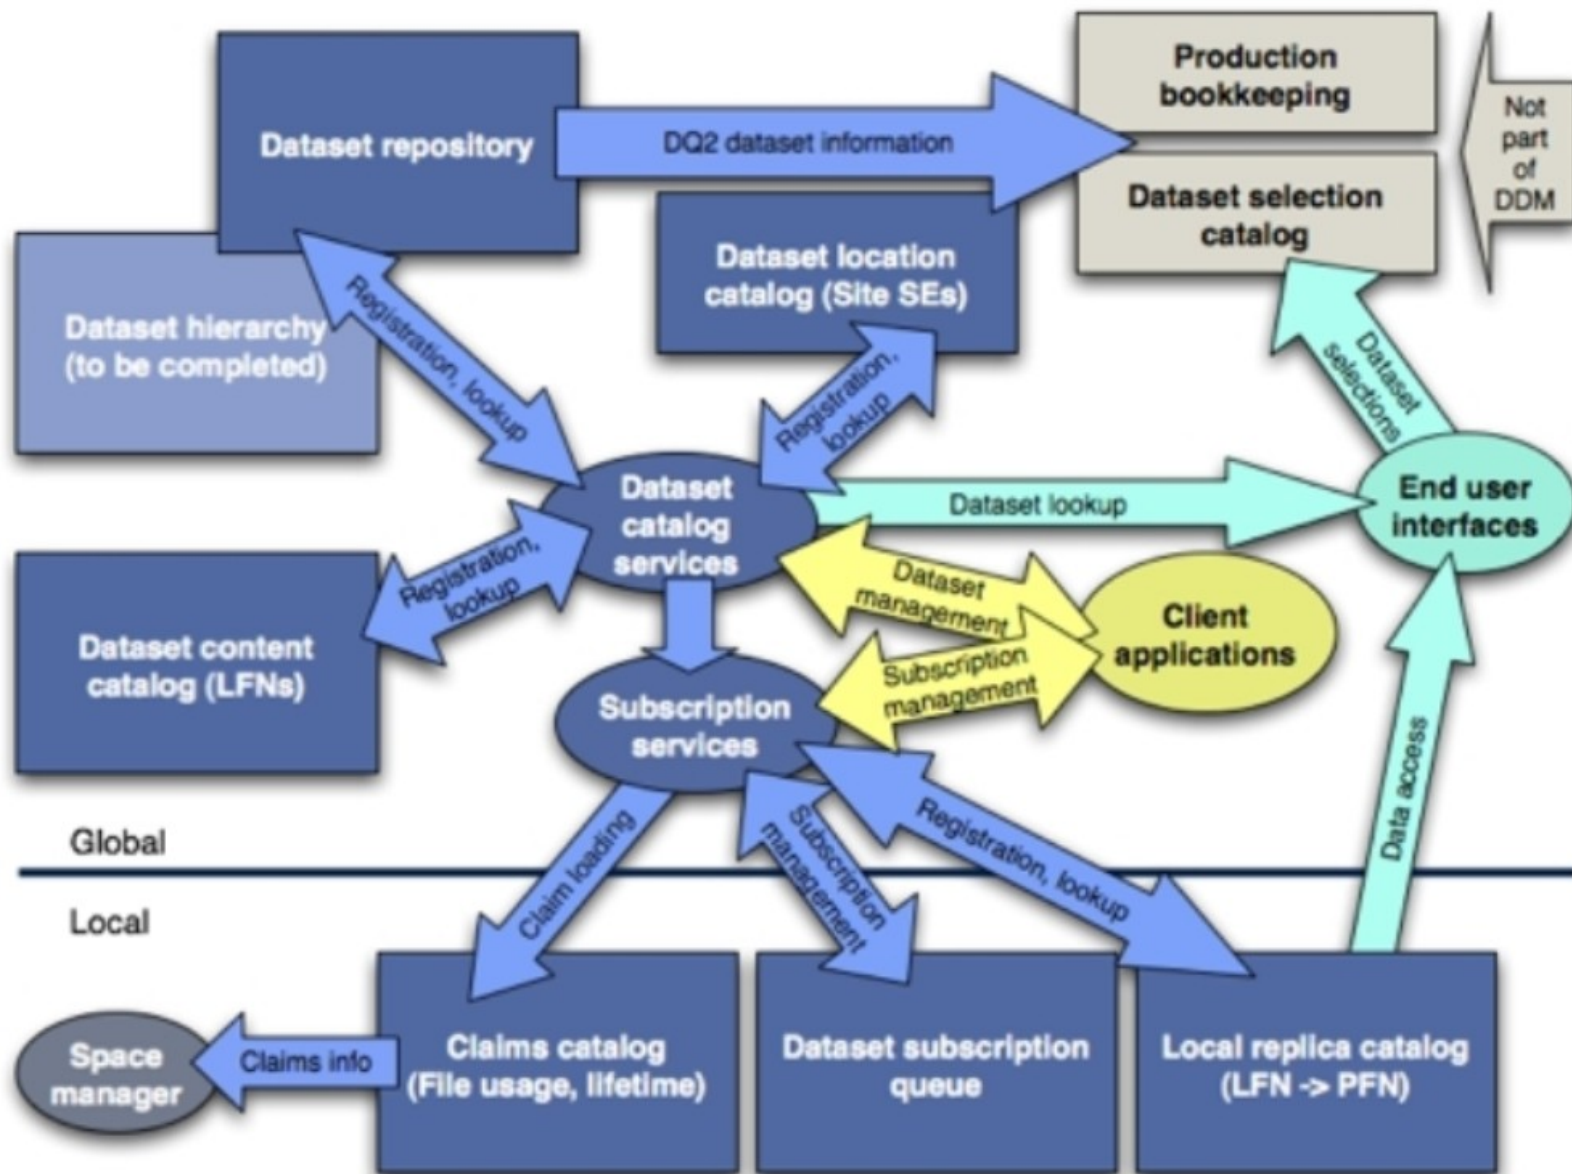 Production
bookkeeping
Dataset repository
DQ2 dataset information
Not
part
of
DDM
Dataset selection
catalog
Dataset location
catalog (Site SEs)
Dataset hierarchy
(to be completed)
Registration, lookup
Registration,
lookup
Dataset
selections
Dataset
catalog
services
Dataset lookup
End user
interfaces
Registration,
lookup
Dataset
management
Client
applications
Dataset content
catalog (LFNs)
Subscription
management
Subscription
services
Data access
Global
Claim loading
Subscription
management
Registration, lookup
Local
Space
manager
Claims info
Claims catalog
(File usage, lifetime)
Dataset subscription
queue
Local replica catalog
(LFN -> PFN)